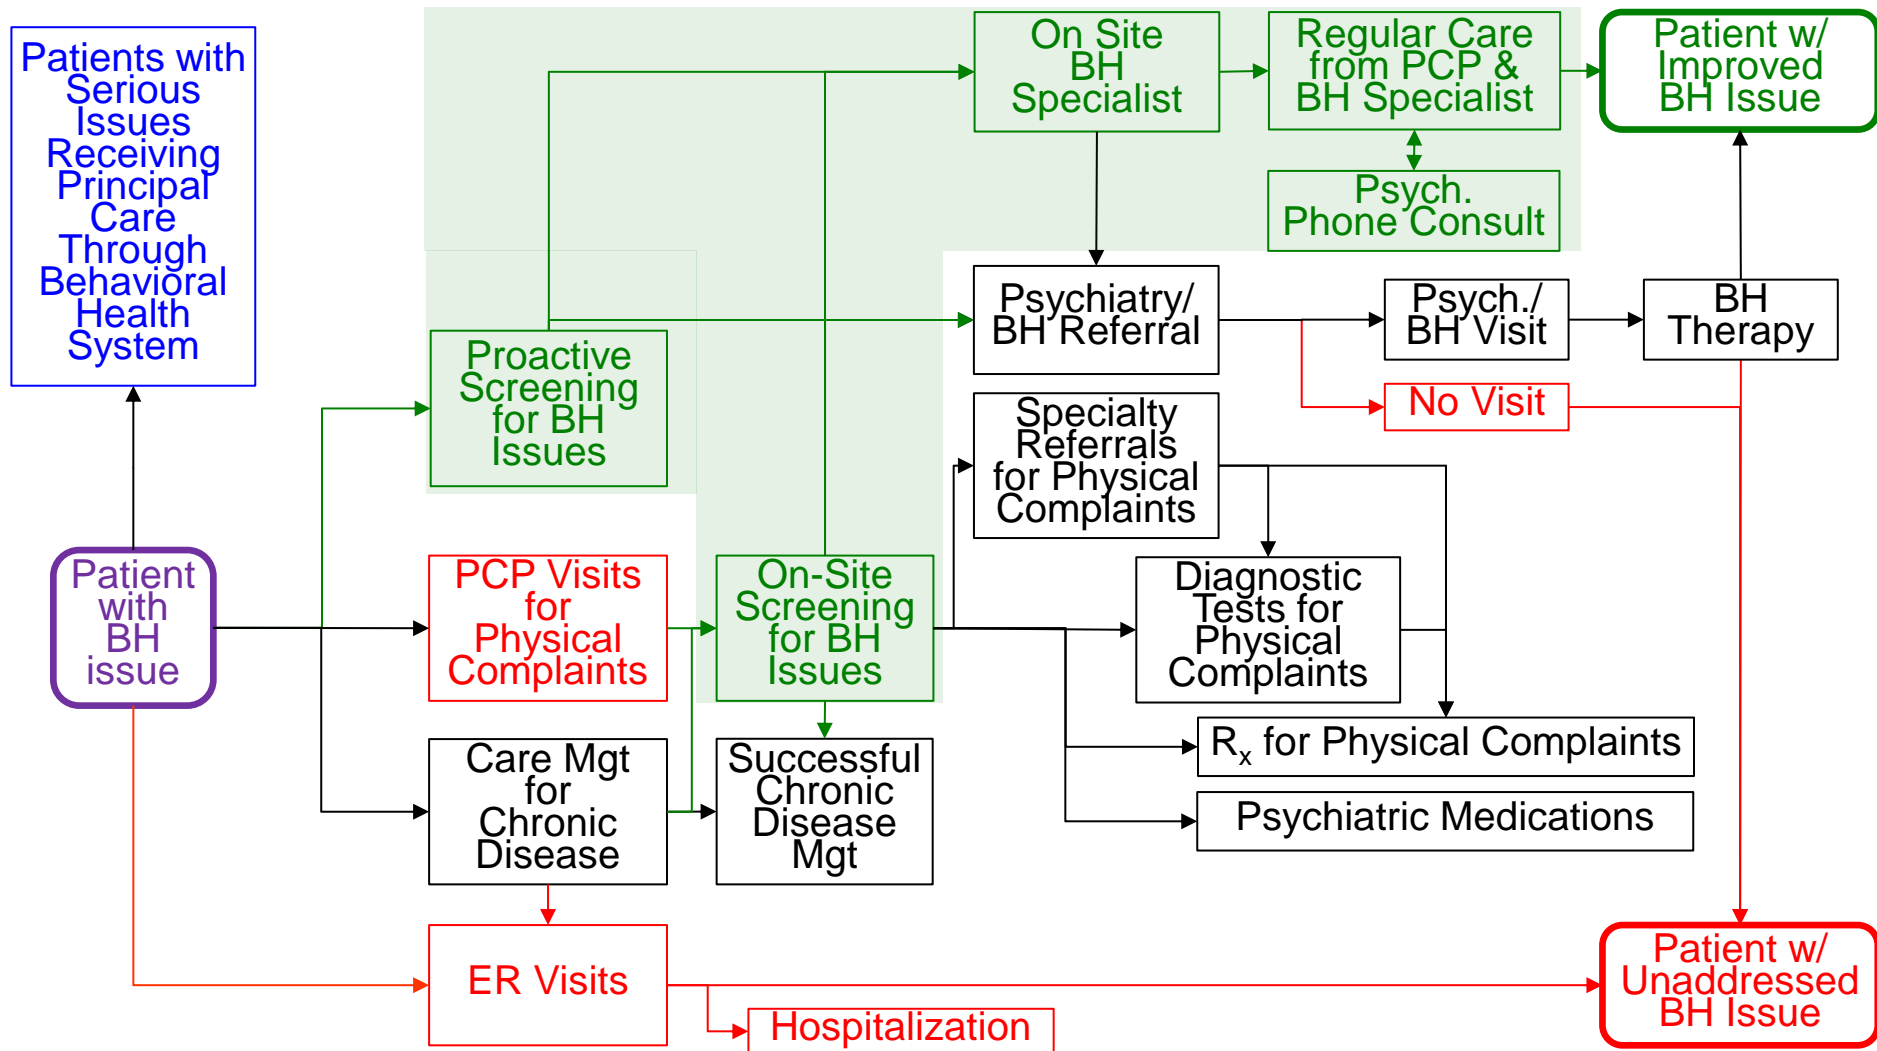 Patients with
Serious
Issues
Receiving
Principal
Care
Through
Behavioral
Health
System
On Site
BH
Specialist
Regular Care
from PCP &
BH Specialist
Patient w/
Improved
BH Issue
Psych.
Phone Consult
Proactive
Screening
for BH
Issues
Psychiatry/
BH Referral
Psych./
BH Visit
BH
Therapy
No Visit
Specialty
Referrals
for Physical
Complaints
Patient
with
BH
issue
PCP Visits
for
Physical
Complaints
On-Site
Screening
for BH
Issues
Diagnostic
Tests for
Physical
Complaints
Rx for Physical Complaints
Care Mgt
for
Chronic
Disease
Successful
Chronic
Disease
Mgt
Psychiatric Medications
ER Visits
Hospitalization
Patient w/
Unaddressed
BH Issue